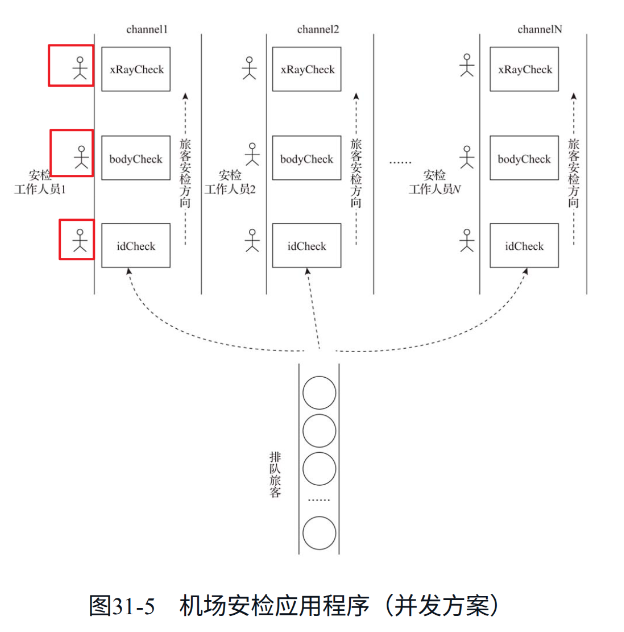 channel1
channel2
channelN
xRayCheck
xRayCheck
xRayCheck
bodyCheck
bodyCheck
bodyCheck
旅客安检方向
旅客安检方向
旅客安检方向
......
安检
工作人员1
安检
工作人员2
安检
工作人员N
idCheck
idCheck
idCheck
排队旅客
......
图31-5 机场安检应用程序（并发方案）